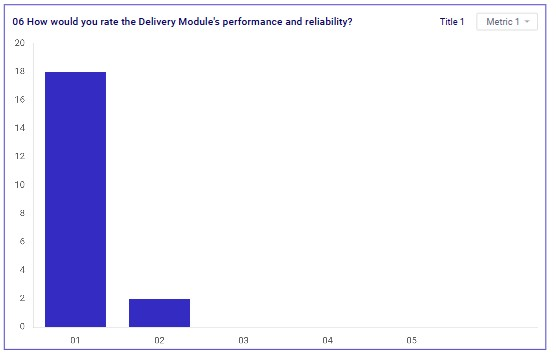 06 How would you rate the Delivery Module's performance and reliability?
Title 1
Metric 1
20
18
16
14
12
10
8
6
4
2
0
01 02 03 04 05